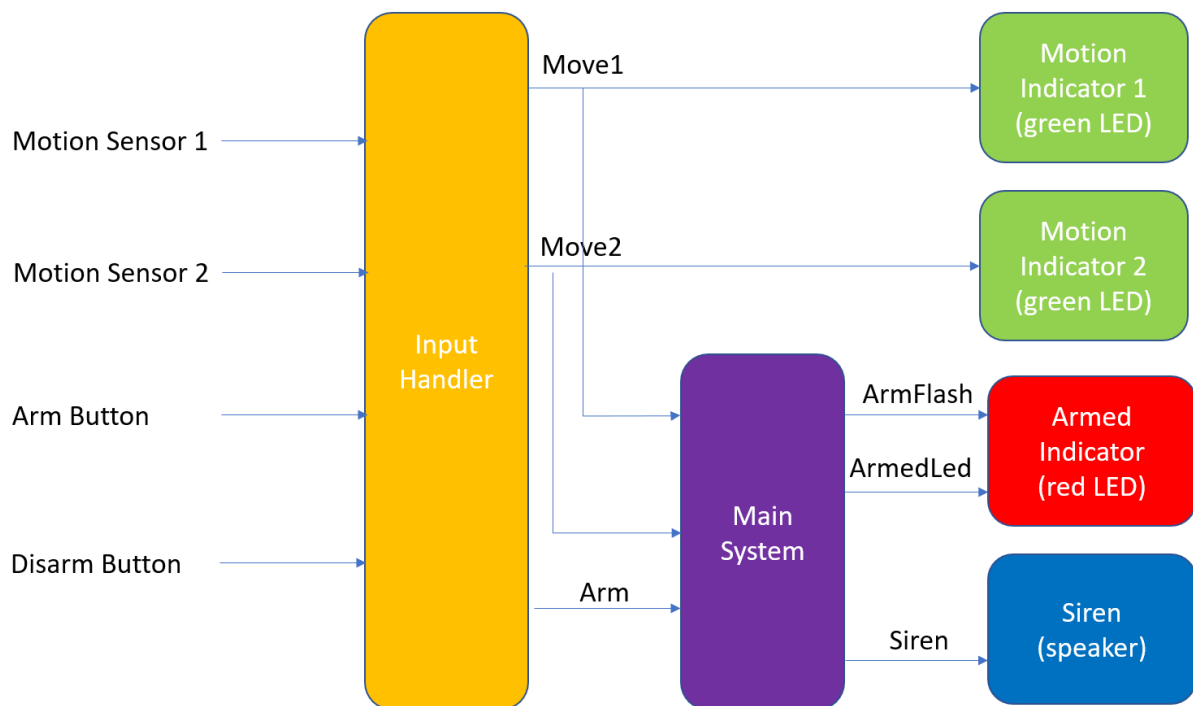 Motion Sensor 1
Motion Sensor 2
Arm Button
Disarm Button
Input
Handler
Move1
Move2
Arm
Main
System
ArmFlash
ArmedLed
Siren
Motion
Indicator 1
(green LED)
Motion
Indicator 2
(green LED)
Armed
Indicator
(red LED)
Siren
(speaker)